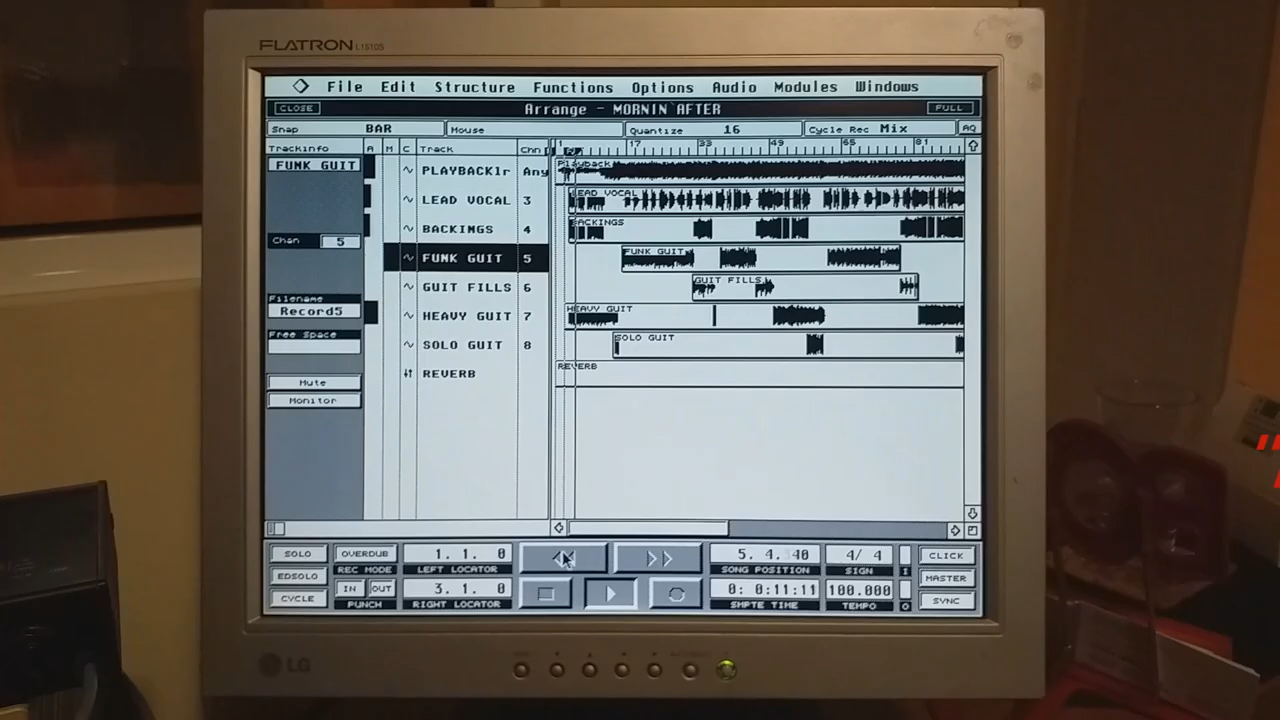 FLATRON L1510S
File Edit Structure Functions Options Audio Modules Windows
CLOSE Arrange - MORNIN`AFTER FULL
Snap BAR Mouse Quantize 16 Cycle Rec Mix AQ
TrackInfo A M C Track Chn 1 17 33 49 65 81
FUNK GUIT
PLAYBACKlr Any Playback
LEAD VOCAL 3 LEAD VOCAL
BACKINGS 4 BACKINGS
Chan 5
FUNK GUIT 5 FUNK GUIT
GUIT FILLS 6 GUIT FILLS
Filename
Record5
HEAVY GUIT 7 HEAVY GUIT
Free Space
SOLO GUIT 8 SOLO GUIT
REVERB REVERB
Mute
Monitor
SOLO OVERDUB 1. 1. 0 5. 4. 40 4/ 4 CLICK
REC MODE LEFT LOCATOR SONG POSITION SIGN I
EDSOLO MASTER
IN OUT 3. 1. 0 0: 0:11:11 100.000
CYCLE PUNCH RIGHT LOCATOR SMPTE TIME TEMPO O SYNC
LG